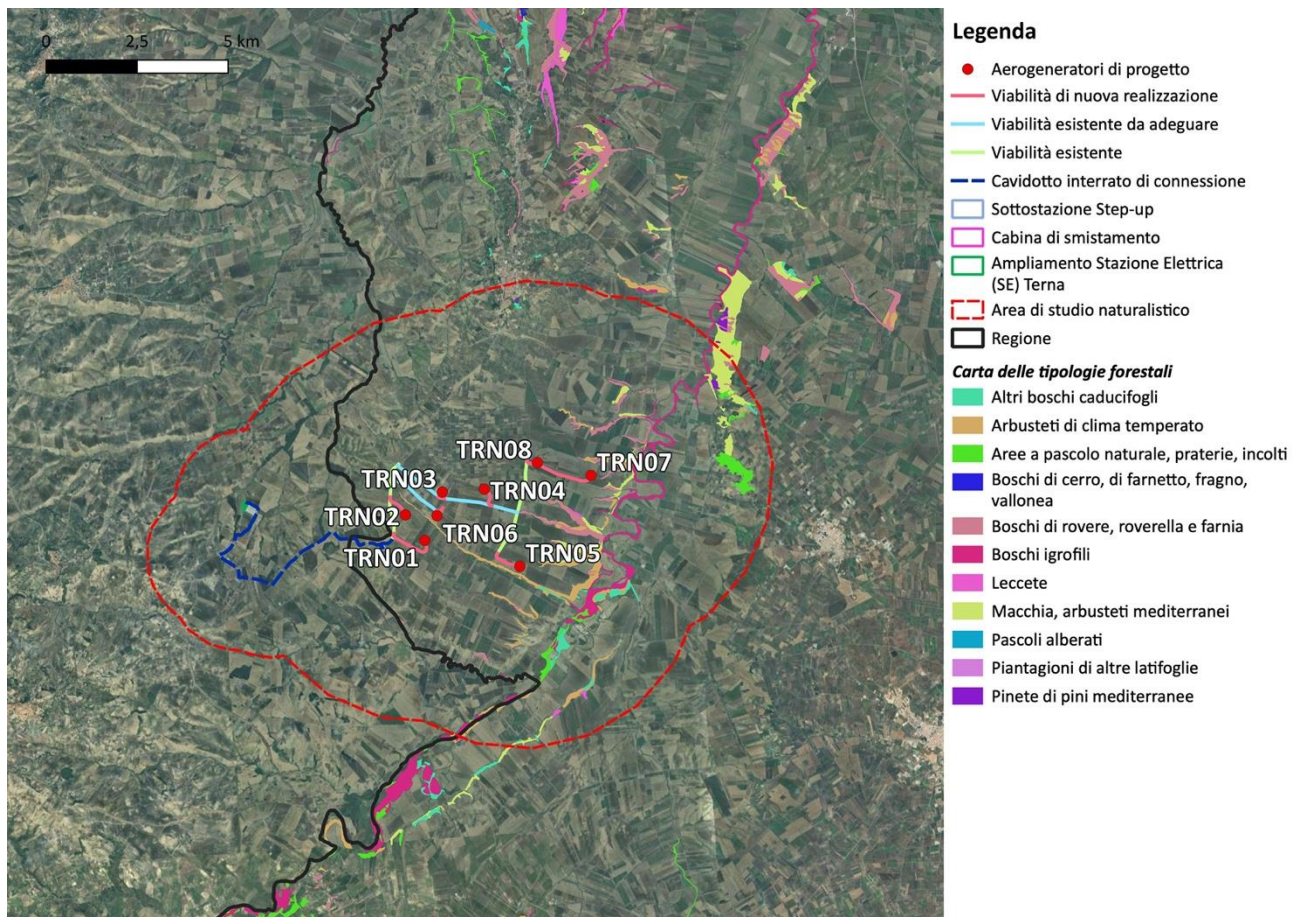 0 2,5 5 km
TRN08
TRN07
TRN03
TRN04
TRN02
TRN06
TRN01
TRN05
Legenda
Aerogeneratori di progetto
Viabilità di nuova realizzazione
Viabilità esistente da adeguare
Viabilità esistente
Cavidotto interrato di connessione
Sottostazione Step-up
Cabina di smistamento
Ampliamento Stazione Elettrica
(SE) Terna
Area di studio naturalistico
Regione
Carta delle tipologie forestali
Altri boschi caducifogli
Arbusteti di clima temperato
Aree a pascolo naturale, praterie, incolti
Boschi di cerro, di farnetto, fragno,
vallonea
Boschi di rovere, roverella e farnia
Boschi igrofili
Leccete
Macchia, arbusteti mediterranei
Pascoli alberati
Piantagioni di altre latifoglie
Pinete di pini mediterranee